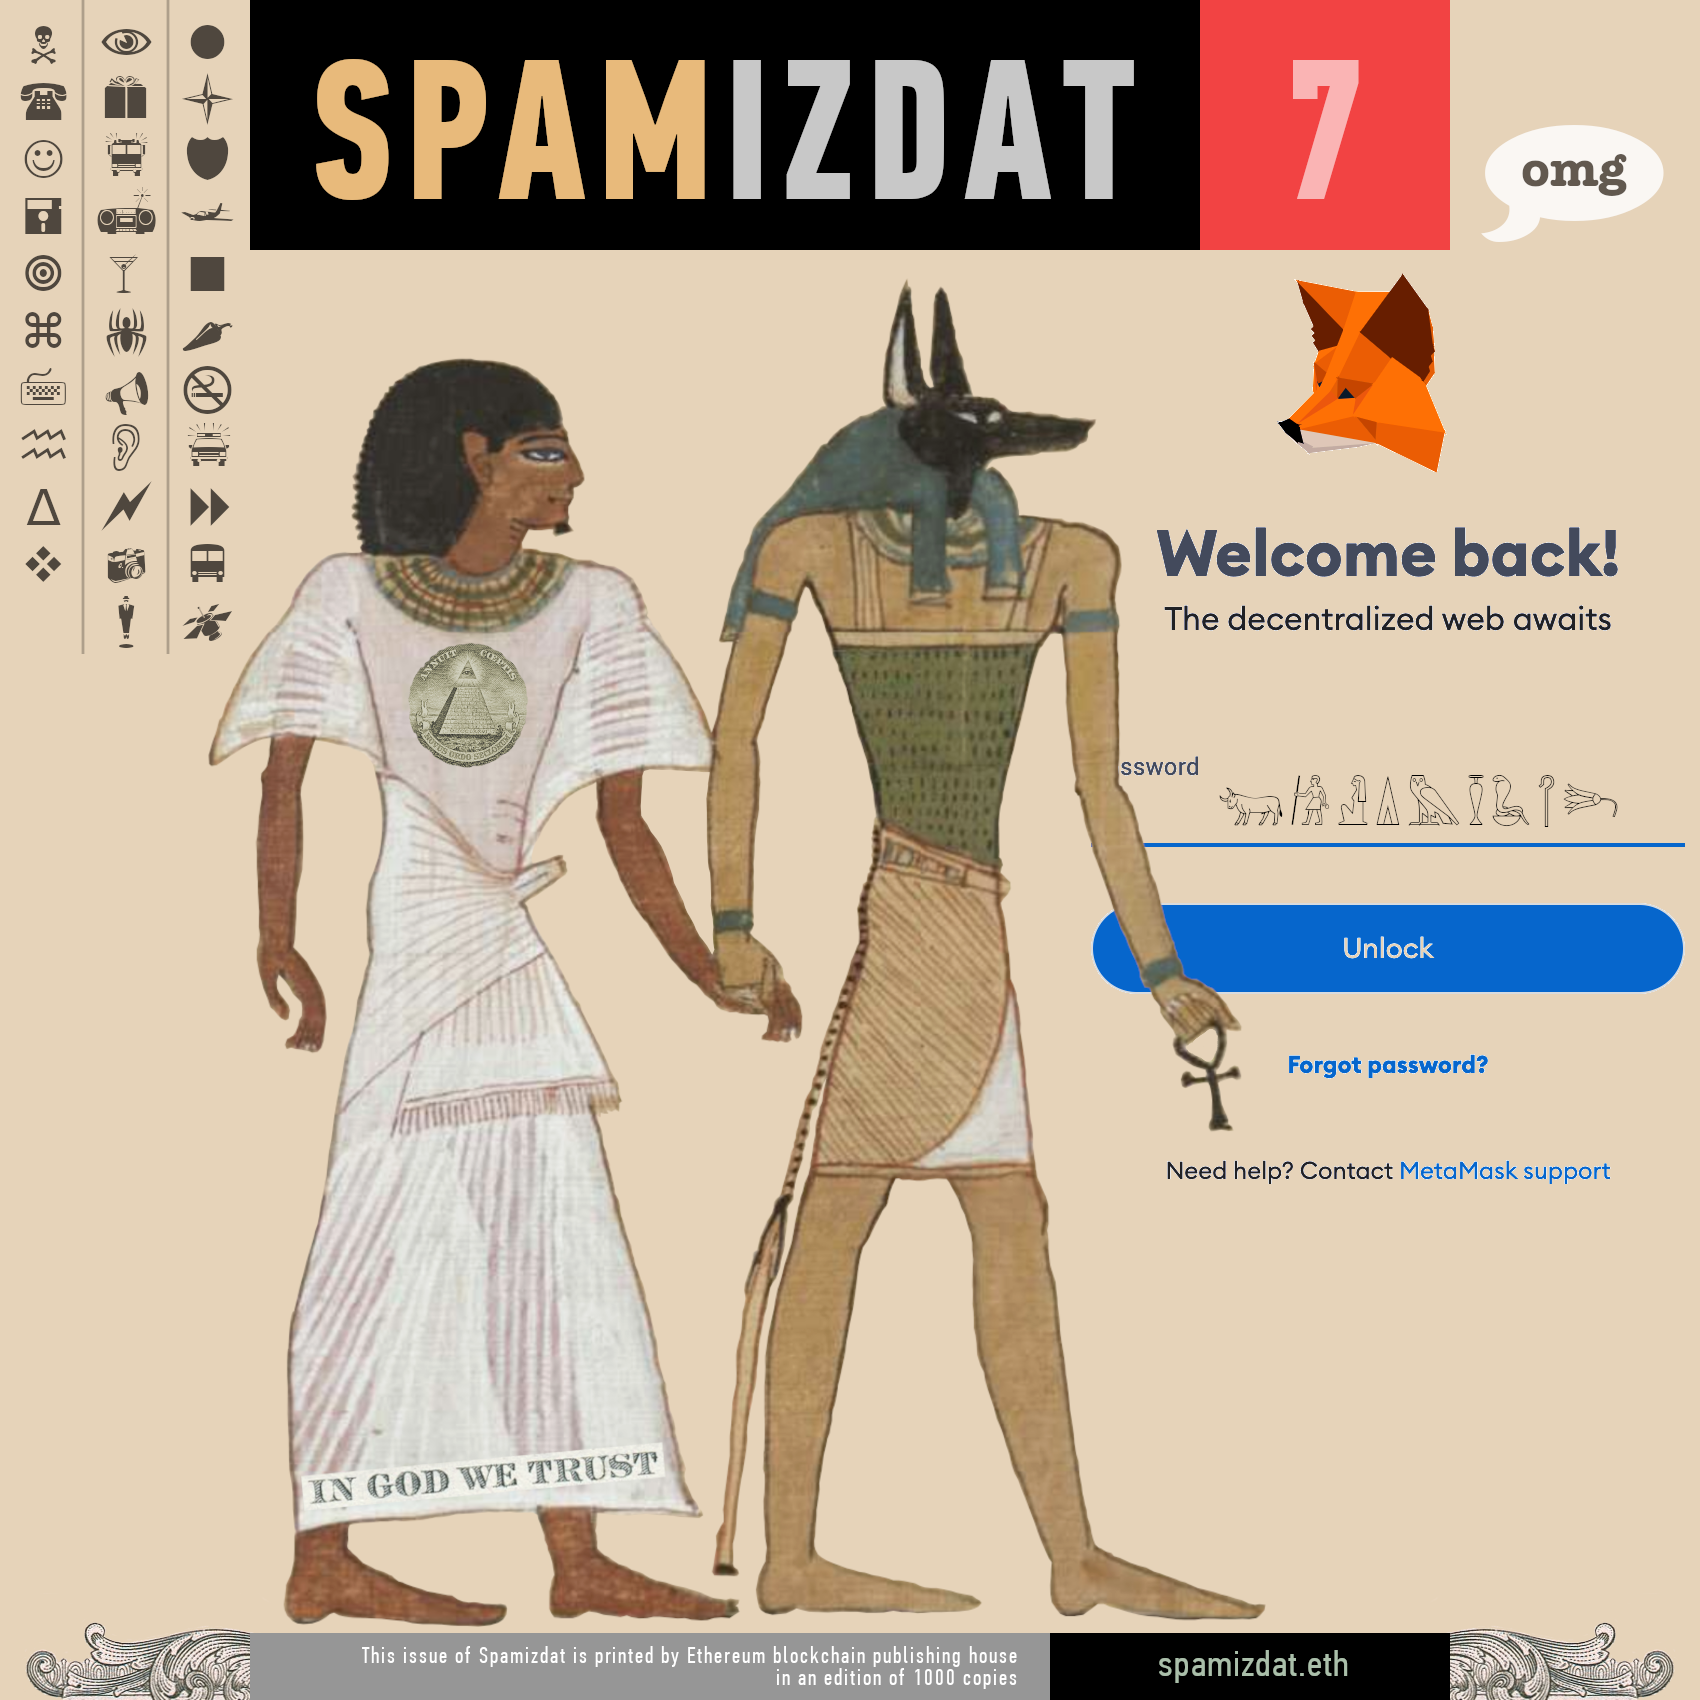 SPAMIZDAT 7
omg
Welcome back!
The decentralized web awaits
ANNUIT CŒPTIS
NOVUS ORDO SECLORUM
ssword
Unlock
Forgot password?
Need help? Contact MetaMask support
IN GOD WE TRUST
This issue of Spamizdat is printed by Ethereum blockchain publishing house
in an edition of 1000 copies
spamizdat.eth